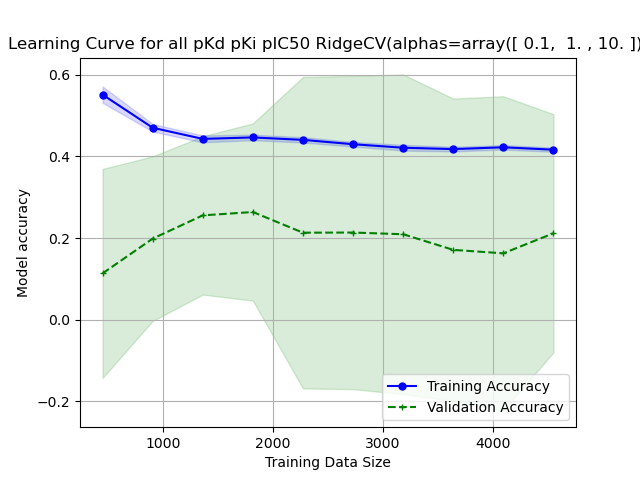 Learning Curve for all pKd pKi pIC50 RidgeCV(alphas=array([ 0.1,  1. , 10. ])
0.6
0.4
0.2
0.0
−0.2
Model accuracy
Training Accuracy
Validation Accuracy
1000 2000 3000 4000
Training Data Size